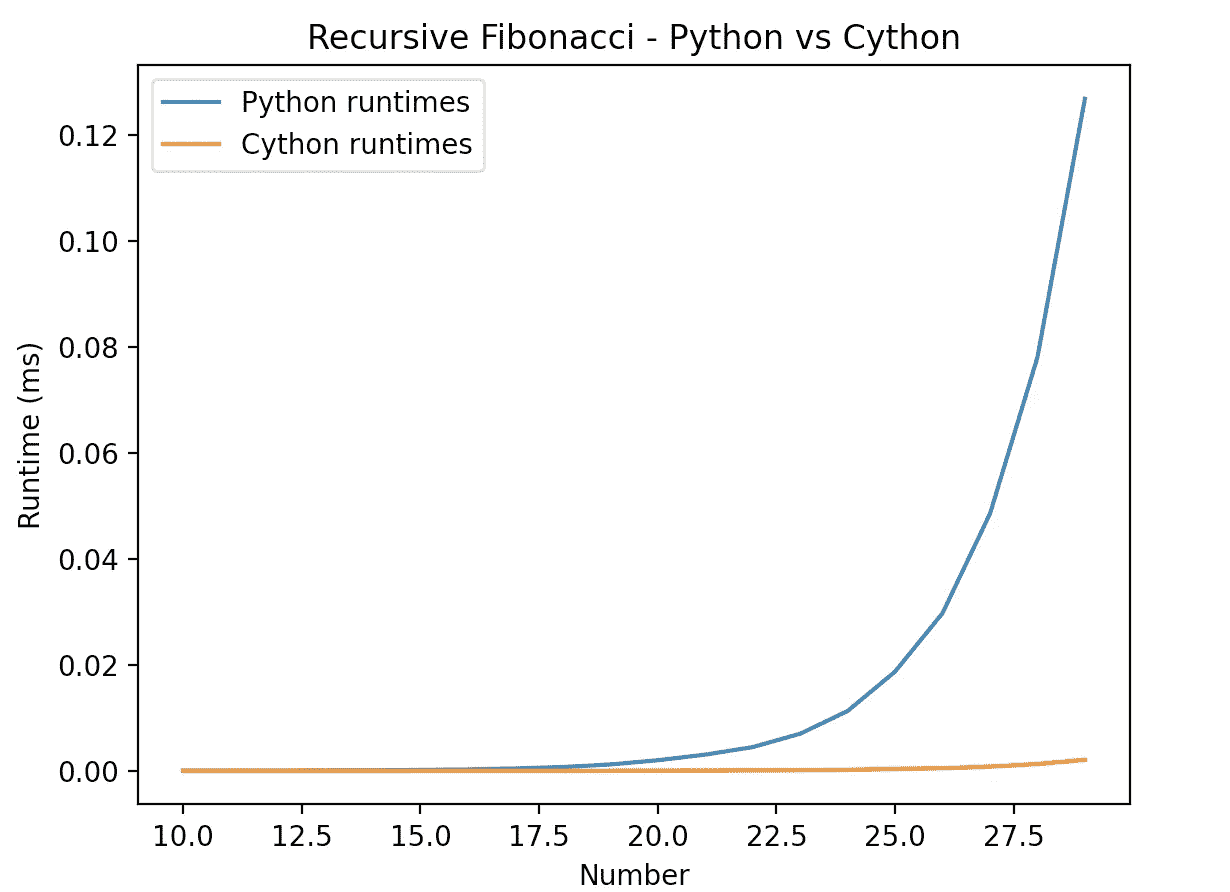 Recursive Fibonacci - Python vs Cython
Python runtimes
Cython runtimes
0.12
0.10
0.08
0.06
0.04
0.02
0.00
Runtime (ms)
10.0 12.5 15.0 17.5 20.0 22.5 25.0 27.5
Number